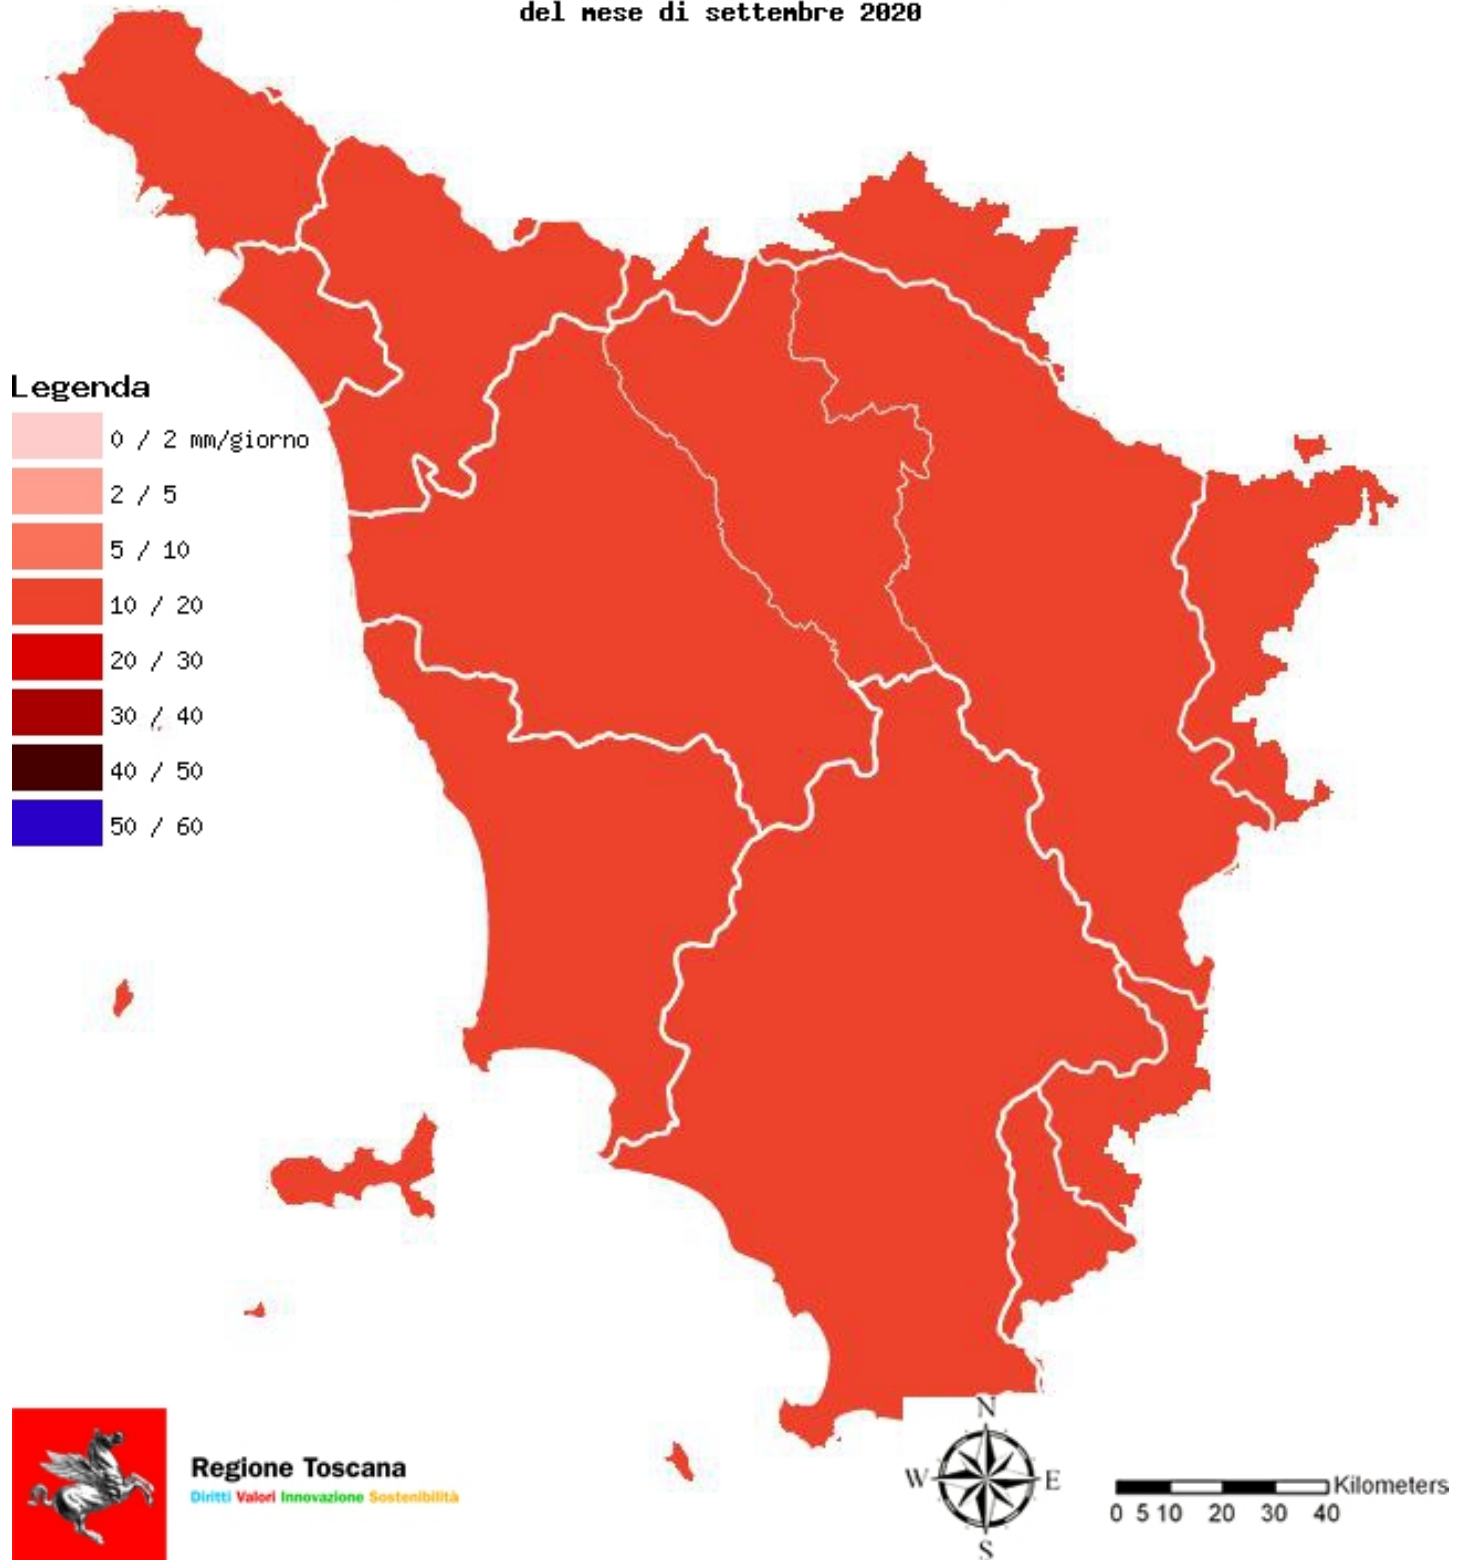 del mese di settembre 2020
Legenda
0 / 2 mm/giorno
2 / 5
5 / 10
10 / 20
20 / 30
30 / 40
40 / 50
50 / 60
Regione Toscana
Diritti Valori Innovazione Sostenibilità
N
W E
S
Kilometers
0 5 10 20 30 40